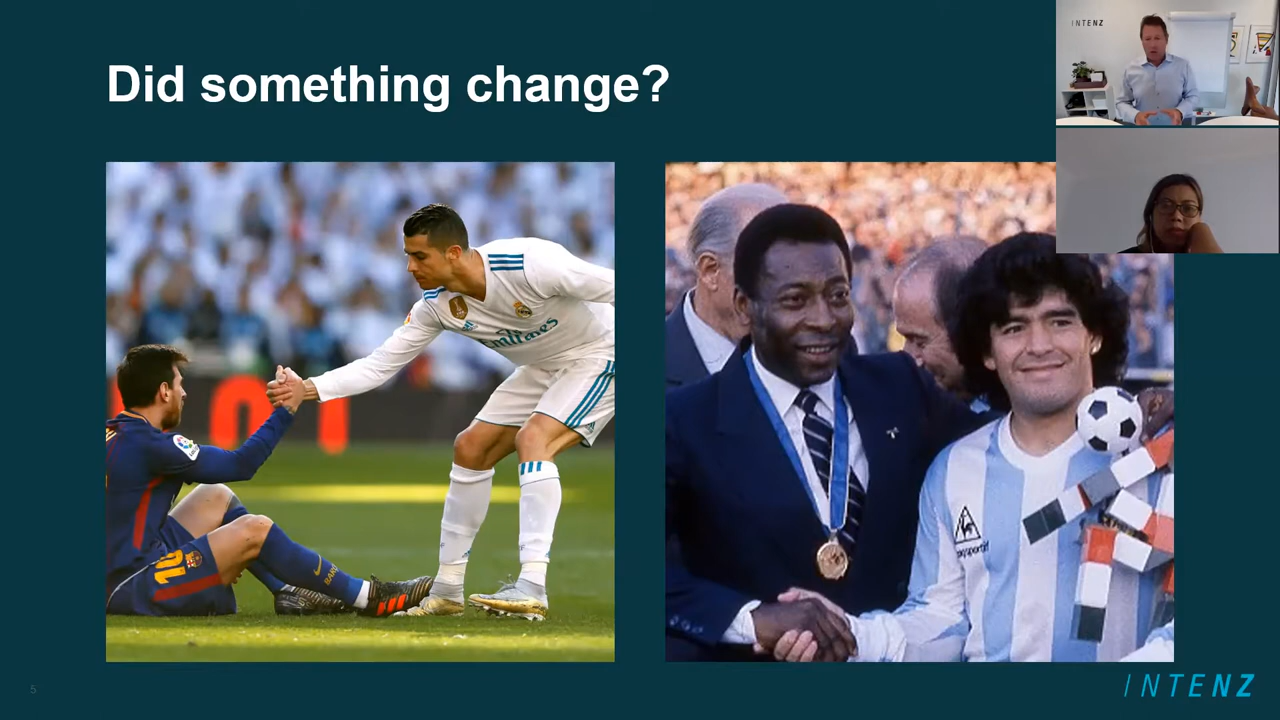 INTENZ
Did something change?
Emirates
10
5
INTENZ